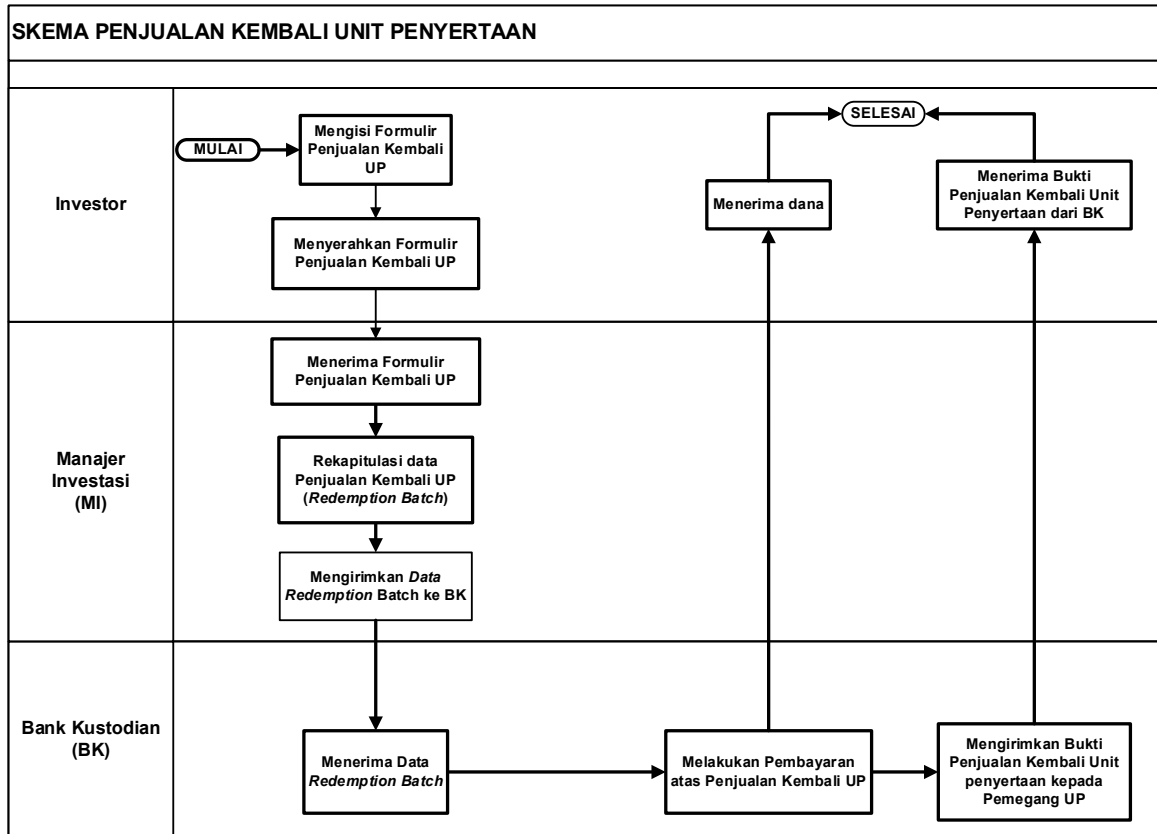 SKEMA PENJUALAN KEMBALI UNIT PENYERTAAN
Investor
MULAI
Mengisi Formulir
Penjualan Kembali
UP
Menyerahkan Formulir
Penjualan Kembali UP
SELESAI
Menerima dana
Menerima Bukti
Penjualan Kembali Unit
Penyertaan dari BK
Manajer
Investasi
(MI)
Menerima Formulir
Penjualan Kembali UP
Rekapitulasi data
Penjualan Kembali UP
(Redemption Batch)
Mengirimkan Data
Redemption Batch ke BK
Bank Kustodian
(BK)
Menerima Data
Redemption Batch
Melakukan Pembayaran
atas Penjualan Kembali UP
Mengirimkan Bukti
Penjualan Kembali Unit
penyertaan kepada
Pemegang UP